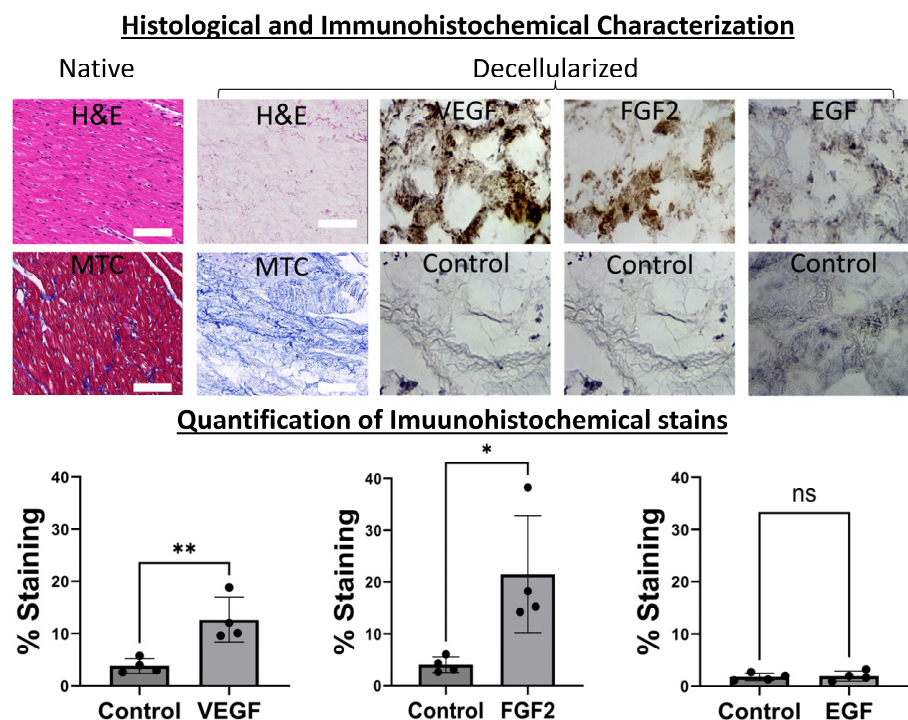 Histological and Immunohistochemical Characterization
Native Decellularized
H&E H&E VEGF FGF2 EGF
MTC MTC Control Control Control
Quantification of Imuunohistochemical stains
% Staining
40
30
20
10
0
**
Control VEGF
% Staining
40
30
20
10
0
*
Control FGF2
% Staining
40
30
20
10
0
ns
Control EGF